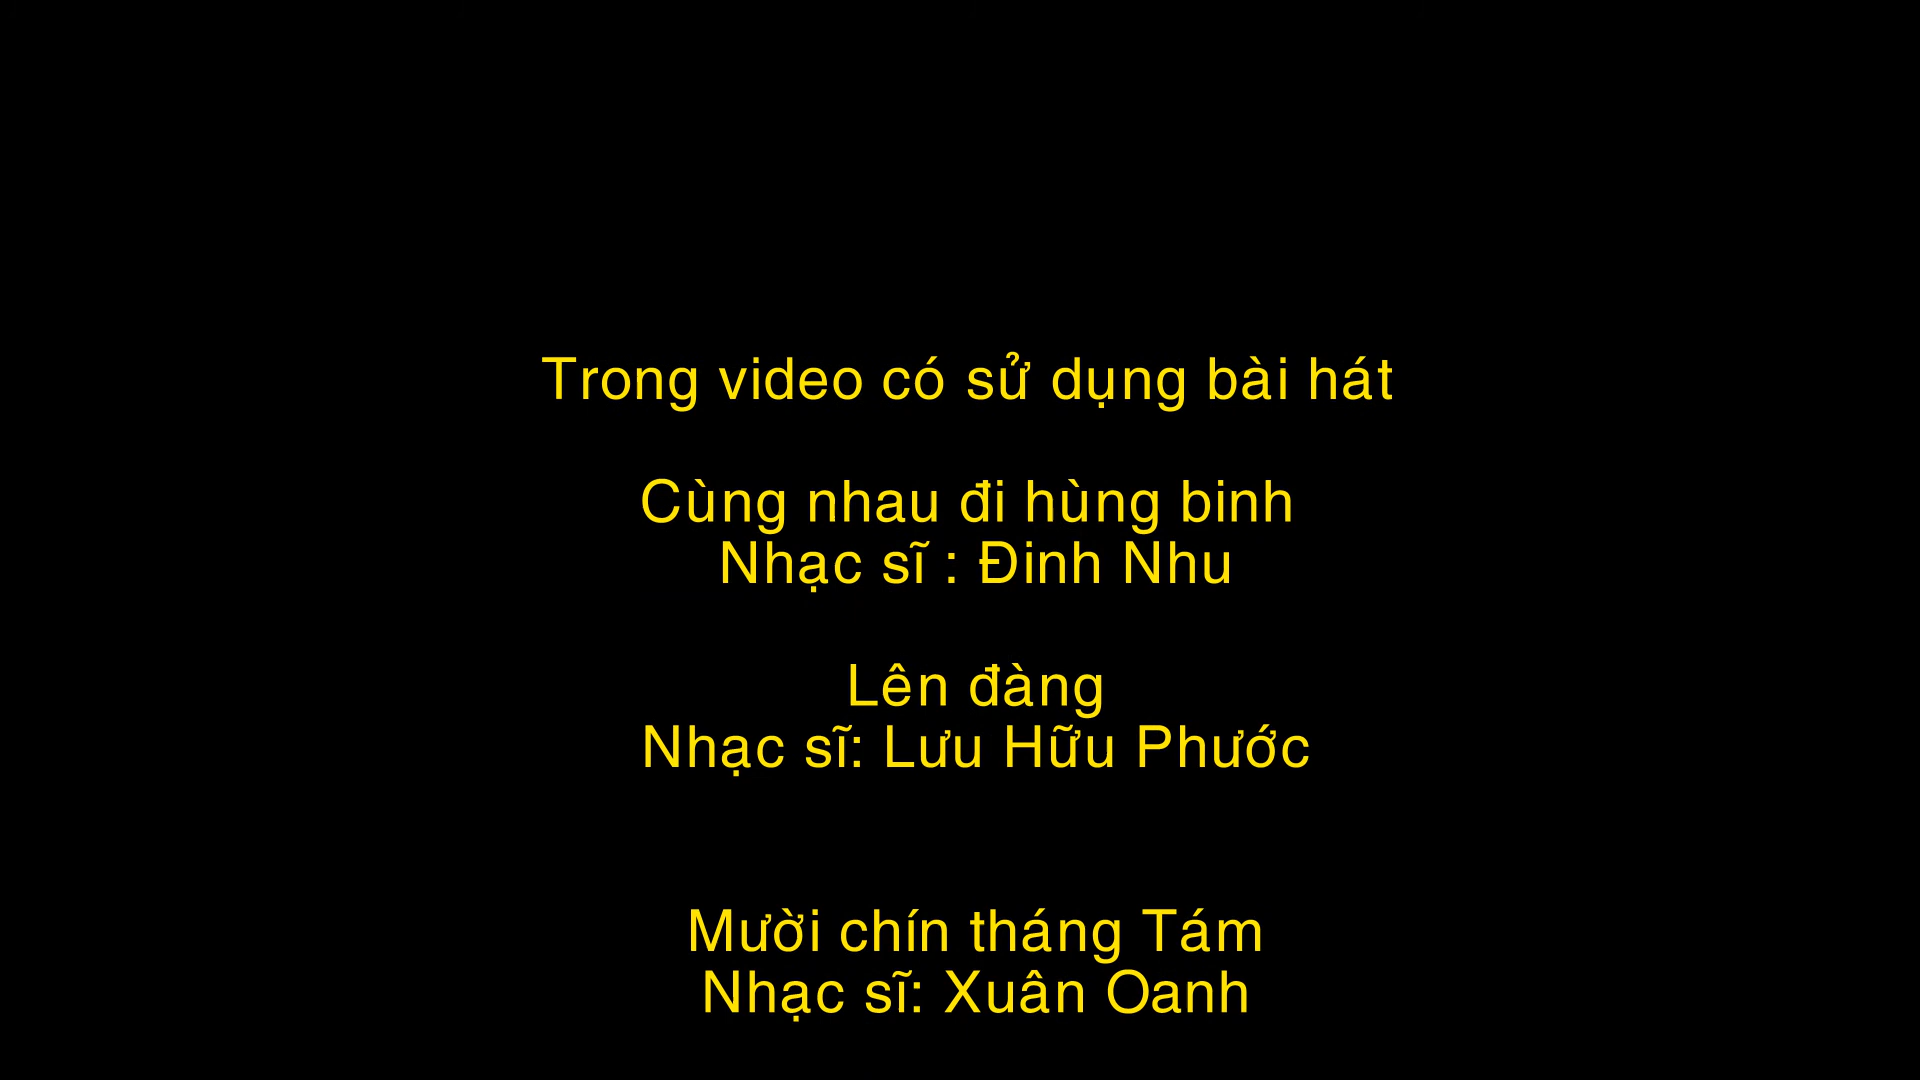 Trong video có sử dụng bài hát
Cùng nhau đi hùng binh
Nhạc sĩ : Đinh Nhu
Lên đàng
Nhạc sĩ: Lưu Hữu Phước
Mười chín tháng Tám
Nhạc sĩ: Xuân Oanh